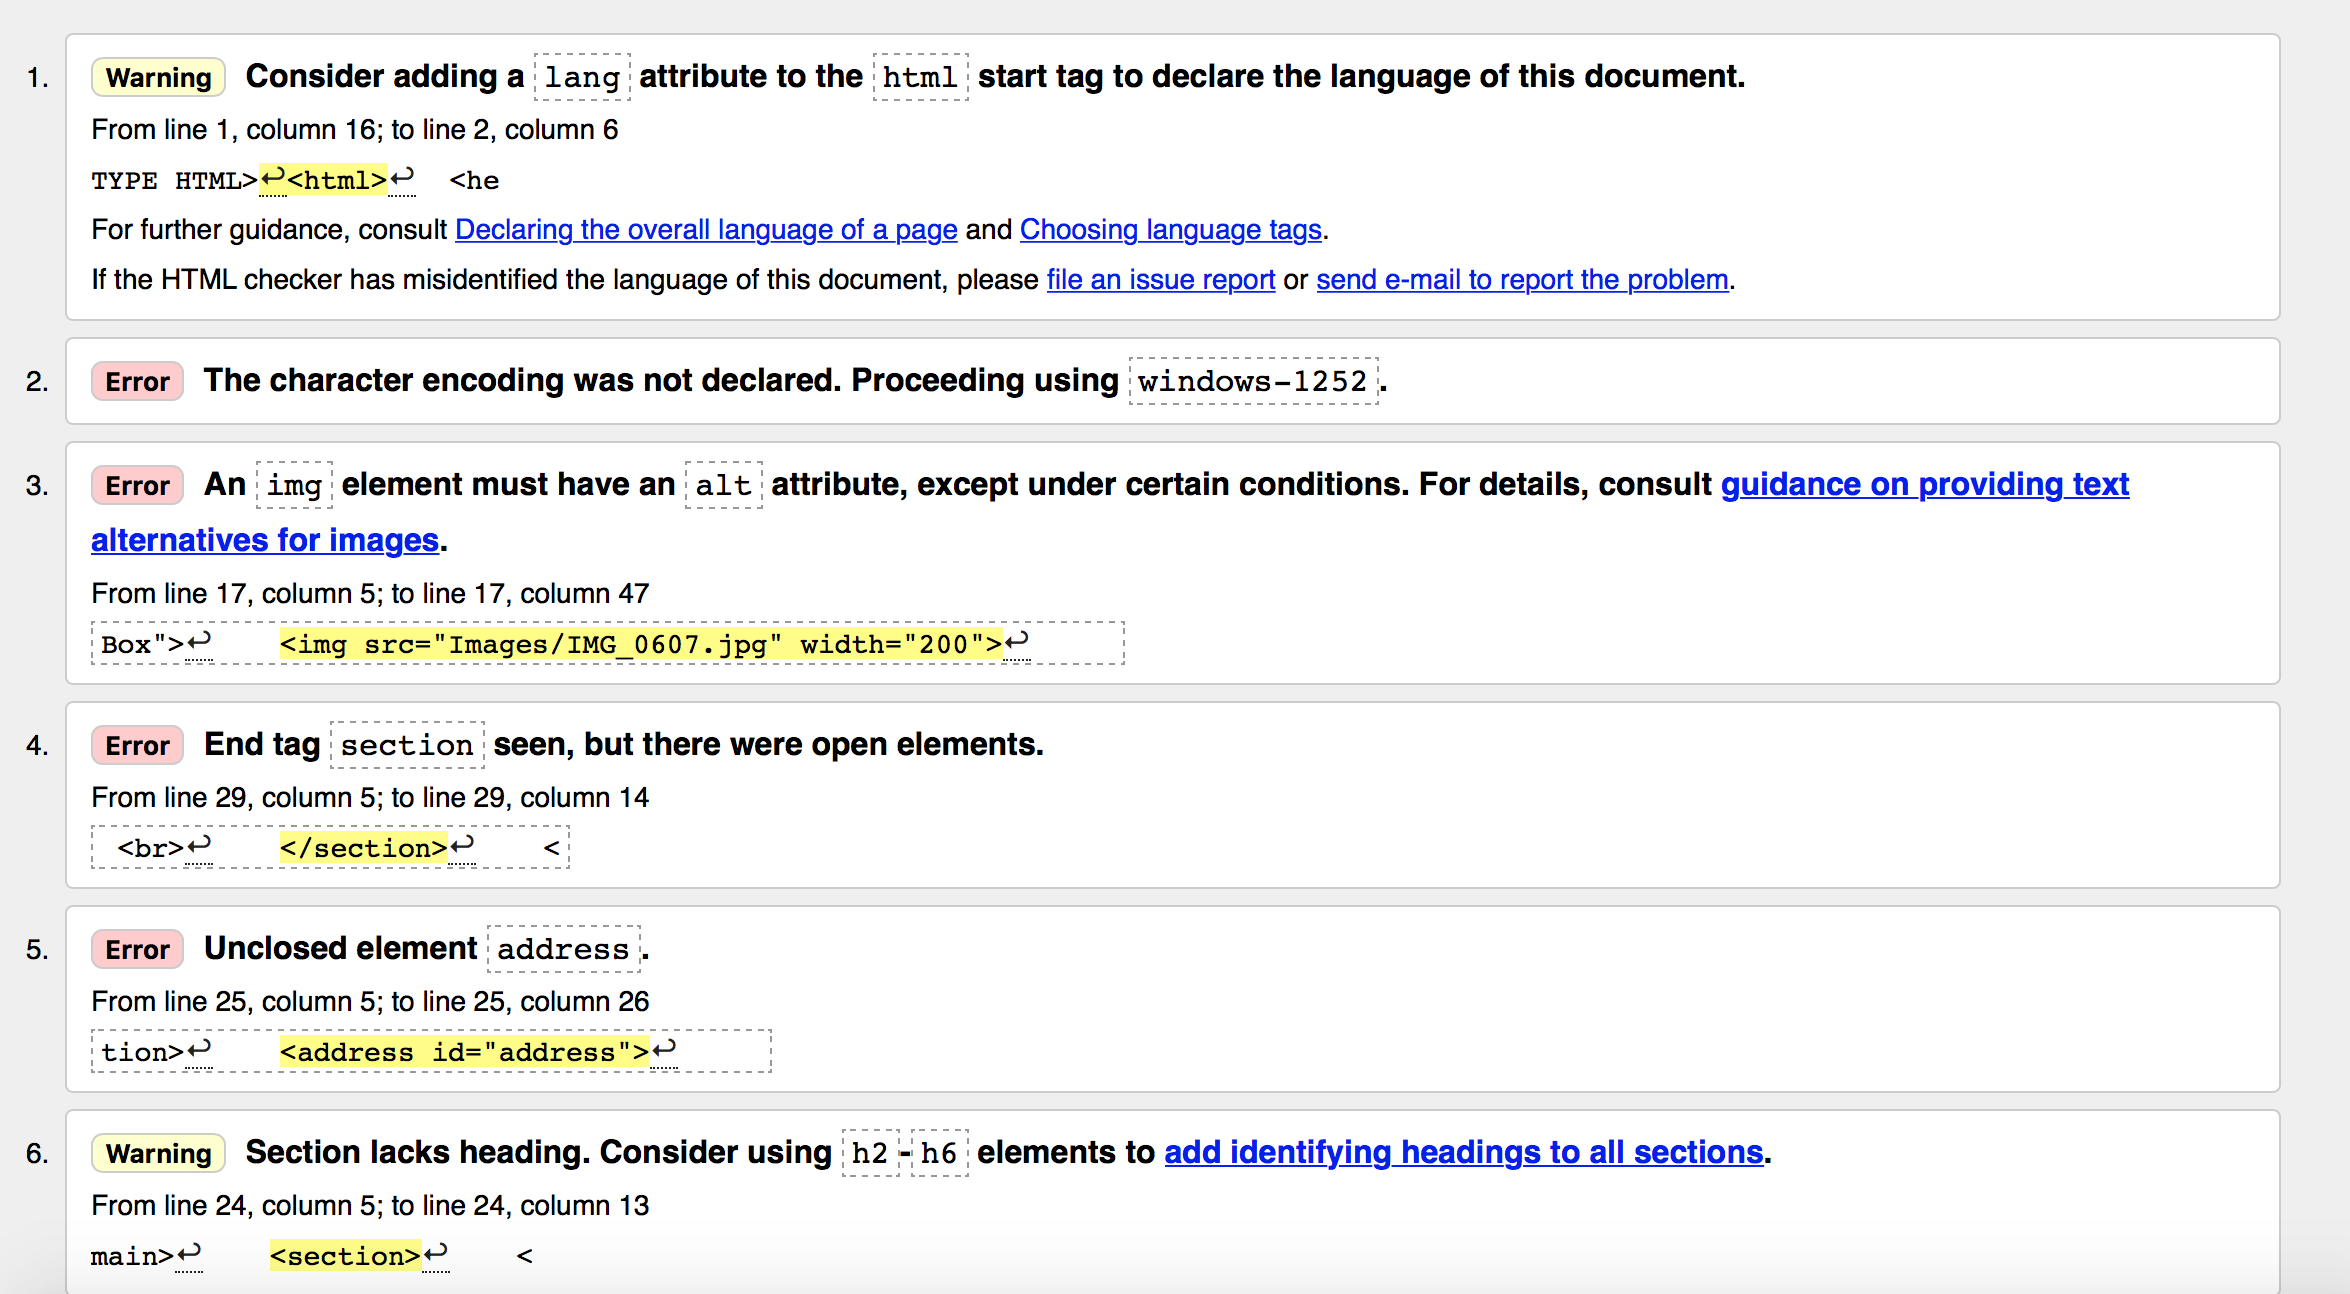 1. Warning Consider adding a lang attribute to the html start tag to declare the language of this document.
From line 1, column 16; to line 2, column 6
TYPE HTML>↩<html>↩  <he
For further guidance, consult Declaring the overall language of a page and Choosing language tags.
If the HTML checker has misidentified the language of this document, please file an issue report or send e-mail to report the problem.
2. Error The character encoding was not declared. Proceeding using windows-1252.
3. Error An img element must have an alt attribute, except under certain conditions. For details, consult guidance on providing text
alternatives for images.
From line 17, column 5; to line 17, column 47
Box">↩    <img src="Images/IMG_0607.jpg" width="200">↩
4. Error End tag section seen, but there were open elements.
From line 29, column 5; to line 29, column 14
<br>↩    </section>↩    <
5. Error Unclosed element address.
From line 25, column 5; to line 25, column 26
tion>↩    <address id="address">↩
6. Warning Section lacks heading. Consider using h2-h6 elements to add identifying headings to all sections.
From line 24, column 5; to line 24, column 13
main>↩    <section>↩    <